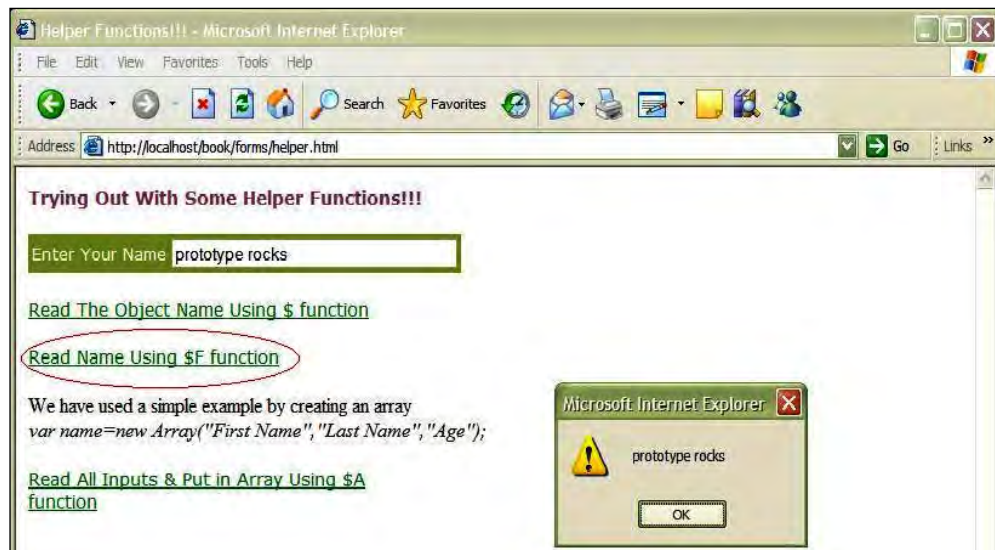 Helper Functions!!! - Microsoft Internet Explorer
File Edit View Favorites Tools Help
Back Search Favorites
Address http://localhost/book/forms/helper.html Go Links »
Trying Out With Some Helper Functions!!!
Enter Your Name prototype rocks
Read The Object Name Using $ function
Read Name Using $F function
We have used a simple example by creating an array
var name=new Array("First Name","Last Name","Age");
Read All Inputs & Put in Array Using $A
function
Microsoft Internet Explorer
prototype rocks
OK